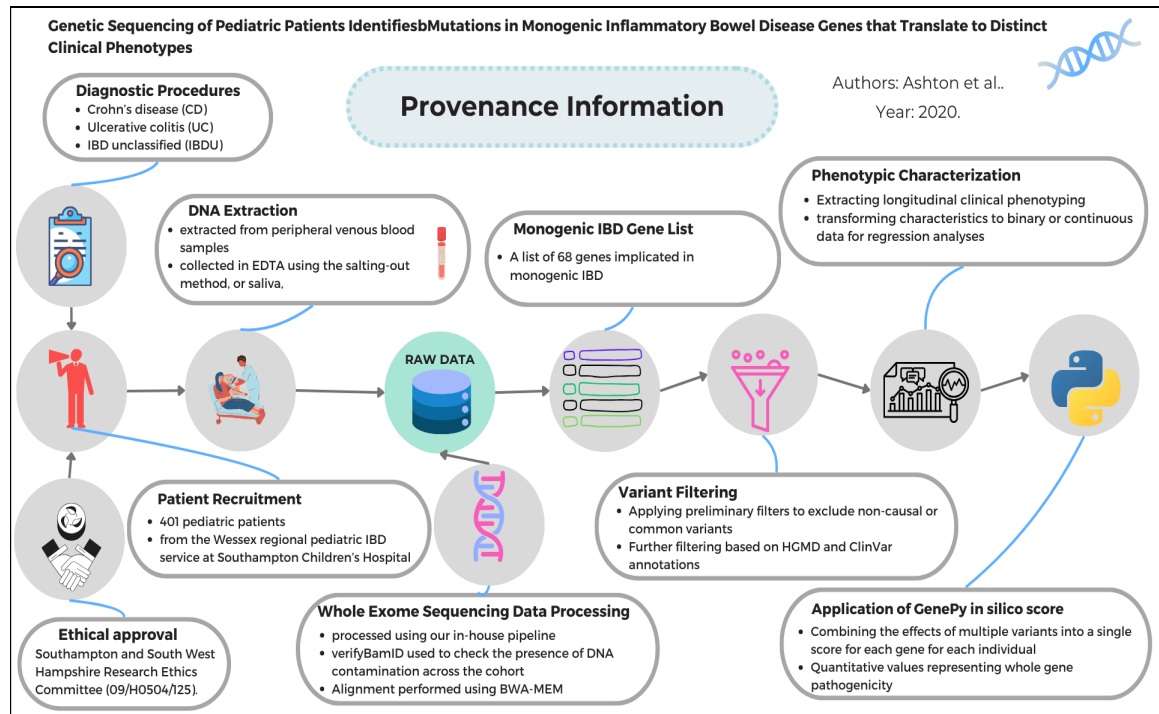 Genetic Sequencing of Pediatric Patients IdentifiesbMutations in Monogenic Inflammatory Bowel Disease Genes that Translate to Distinct
Clinical Phenotypes
Provenance Information
Authors: Ashton et al..
Year: 2020.
Diagnostic Procedures
• Crohn's disease (CD)
• Ulcerative colitis (UC)
• IBD unclassified (IBDU)
DNA Extraction
• extracted from peripheral venous blood
samples
• collected in EDTA using the salting-out
method, or saliva,
Monogenic IBD Gene List
• A list of 68 genes implicated in
monogenic IBD
Phenotypic Characterization
• Extracting longitudinal clinical phenotyping
• transforming characteristics to binary or continuous
data for regression analyses
RAW DATA
Patient Recruitment
• 401 pediatric patients
• from the Wessex regional pediatric IBD
service at Southampton Children's Hospital
Variant Filtering
• Applying preliminary filters to exclude non-causal or
common variants
• Further filtering based on HGMD and ClinVar
annotations
Ethical approval
Southampton and South West
Hampshire Research Ethics
Committee (09/H0504/125).
Whole Exome Sequencing Data Processing
• processed using our in-house pipeline
• verifyBamID used to check the presence of DNA
contamination across the cohort
• Alignment performed using BWA-MEM
Application of GenePy in silico score
• Combining the effects of multiple variants into a single
score for each gene for each individual
• Quantitative values representing whole gene
pathogenicity